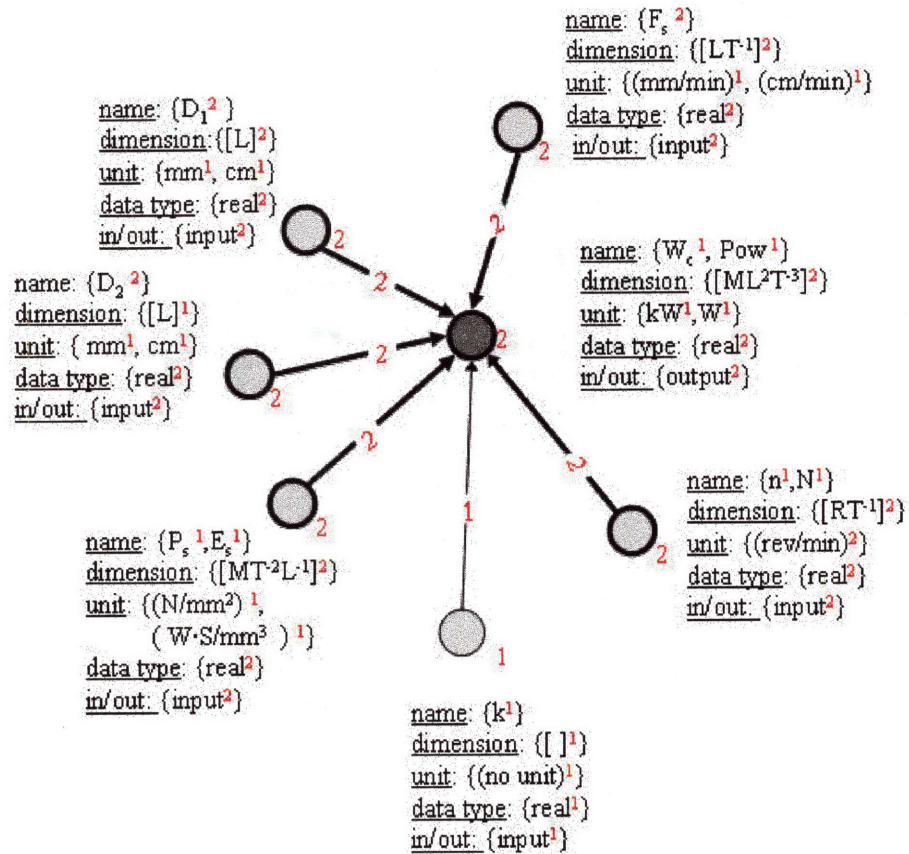 name: {Fₛ ²}
dimension: {[LT⁻¹]²}
unit: {(mm/min)¹, (cm/min)¹}
data type: {real²}
in/out: {input²}
2
2
name: {D₁² }
dimension:{[L]²}
unit: {mm¹, cm¹}
data type: {real²}
in/out: {input²}
2
2
name: {W꜀¹, Pow¹}
dimension: {[ML²T⁻³]²}
unit: {kW¹,W¹}
data type: {real²}
in/out: {output²}
2
name: {D₂ ²}
dimension: {[L]¹}
unit: { mm¹, cm¹}
data type: {real²}
in/out: {input²}
2
2
name: {Pₛ ¹,Eₛ¹}
dimension: {[MT⁻²L⁻¹]²}
unit: {(N/mm²) ¹,
( W·S/mm³ ) ¹}
data type: {real²}
in/out: {input²}
2
2
name: {n¹,N¹}
dimension: {[RT⁻¹]²}
unit: {(rev/min)²}
data type: {real²}
in/out: {input²}
2
2
1
1
name: {k¹}
dimension: {[ ]¹}
unit: {(no unit)¹}
data type: {real¹}
in/out: {input¹}